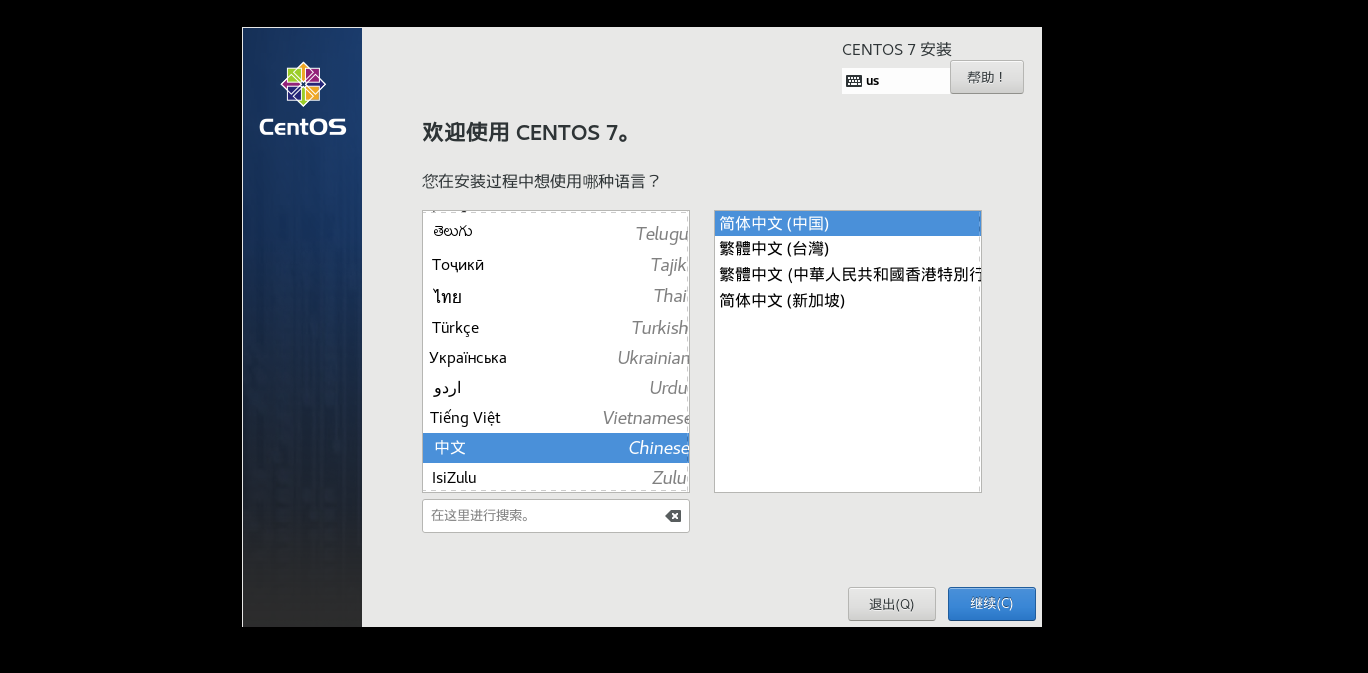 CentOS
CENTOS 7 安装
us
帮助！
欢迎使用 CENTOS 7。
您在安装过程中想使用哪种语言？
తెలుగు Telugu
Тоҷикӣ Tajik
ไทย Thai
Türkçe Turkish
Українська Ukrainian
اردو Urdu
Tiếng Việt Vietnamese
中文 Chinese
IsiZulu Zulu
简体中文 (中国)
繁體中文 (台灣)
繁體中文 (中華人民共和國香港特別行
简体中文 (新加坡)
在这里进行搜索。
退出(Q)
继续(C)